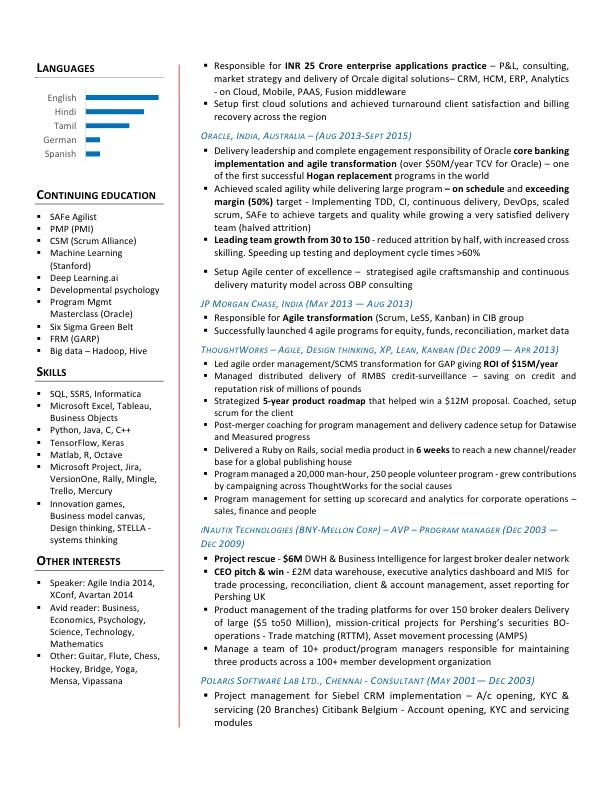 LANGUAGES
English
Hindi
Tamil
German
Spanish
CONTINUING EDUCATION
▪ SAFe Agilist
▪ PMP (PMI)
▪ CSM (Scrum Alliance)
▪ Machine Learning
(Stanford)
▪ Deep Learning.ai
▪ Developmental psychology
▪ Program Mgmt
Masterclass (Oracle)
▪ Six Sigma Green Belt
▪ FRM (GARP)
▪ Big data – Hadoop, Hive
SKILLS
▪ SQL, SSRS, Informatica
▪ Microsoft Excel, Tableau,
Business Objects
▪ Python, Java, C, C++
▪ TensorFlow, Keras
▪ Matlab, R, Octave
▪ Microsoft Project, Jira,
VersionOne, Rally, Mingle,
Trello, Mercury
▪ Innovation games,
Business model canvas,
Design thinking, STELLA -
systems thinking
OTHER INTERESTS
▪ Speaker: Agile India 2014,
XConf, Avartan 2014
▪ Avid reader: Business,
Economics, Psychology,
Science, Technology,
Mathematics
▪ Other: Guitar, Flute, Chess,
Hockey, Bridge, Yoga,
Mensa, Vipassana
▪ Responsible for INR 25 Crore enterprise applications practice – P&L, consulting,
market strategy and delivery of Orcale digital solutions– CRM, HCM, ERP, Analytics
- on Cloud, Mobile, PAAS, Fusion middleware
▪ Setup first cloud solutions and achieved turnaround client satisfaction and billing
recovery across the region
ORACLE, INDIA, AUSTRALIA – (AUG 2013-SEPT 2015)
▪ Delivery leadership and complete engagement responsibility of Oracle core banking
implementation and agile transformation (over $50M/year TCV for Oracle) – one
of the first successful Hogan replacement programs in the world
▪ Achieved scaled agility while delivering large program – on schedule and exceeding
margin (50%) target - Implementing TDD, CI, continuous delivery, DevOps, scaled
scrum, SAFe to achieve targets and quality while growing a very satisfied delivery
team (halved attrition)
▪ Leading team growth from 30 to 150 - reduced attrition by half, with increased cross
skilling. Speeding up testing and deployment cycle times >60%
▪ Setup Agile center of excellence – strategised agile craftsmanship and continuous
delivery maturity model across OBP consulting
JP MORGAN CHASE, INDIA (MAY 2013 — AUG 2013)
▪ Responsible for Agile transformation (Scrum, LeSS, Kanban) in CIB group
▪ Successfully launched 4 agile programs for equity, funds, reconciliation, market data
THOUGHTWORKS – AGILE, DESIGN THINKING, XP, LEAN, KANBAN (DEC 2009 — APR 2013)
▪ Led agile order management/SCMS transformation for GAP giving ROI of $15M/year
▪ Managed distributed delivery of RMBS credit-surveillance – saving on credit and
reputation risk of millions of pounds
▪ Strategized 5-year product roadmap that helped win a $12M proposal. Coached, setup
scrum for the client
▪ Post-merger coaching for program management and delivery cadence setup for Datawise
and Measured progress
▪ Delivered a Ruby on Rails, social media product in 6 weeks to reach a new channel/reader
base for a global publishing house
▪ Program managed a 20,000 man-hour, 250 people volunteer program - grew contributions
by campaigning across ThoughtWorks for the social causes
▪ Program management for setting up scorecard and analytics for corporate operations –
sales, finance and people
INAUTIX TECHNOLOGIES (BNY-MELLON CORP) – AVP – PROGRAM MANAGER (DEC 2003 —
DEC 2009)
▪ Project rescue - $6M DWH & Business Intelligence for largest broker dealer network
▪ CEO pitch & win - £2M data warehouse, executive analytics dashboard and MIS for
trade processing, reconciliation, client & account management, asset reporting for
Pershing UK
▪ Product management of the trading platforms for over 150 broker dealers Delivery
of large ($5 to50 Million), mission-critical projects for Pershing's securities BO-
operations - Trade matching (RTTM), Asset movement processing (AMPS)
▪ Manage a team of 10+ product/program managers responsible for maintaining
three products across a 100+ member development organization
POLARIS SOFTWARE LAB LTD., CHENNAI - CONSULTANT (MAY 2001— DEC 2003)
▪ Project management for Siebel CRM implementation – A/c opening, KYC &
servicing (20 Branches) Citibank Belgium - Account opening, KYC and servicing
modules